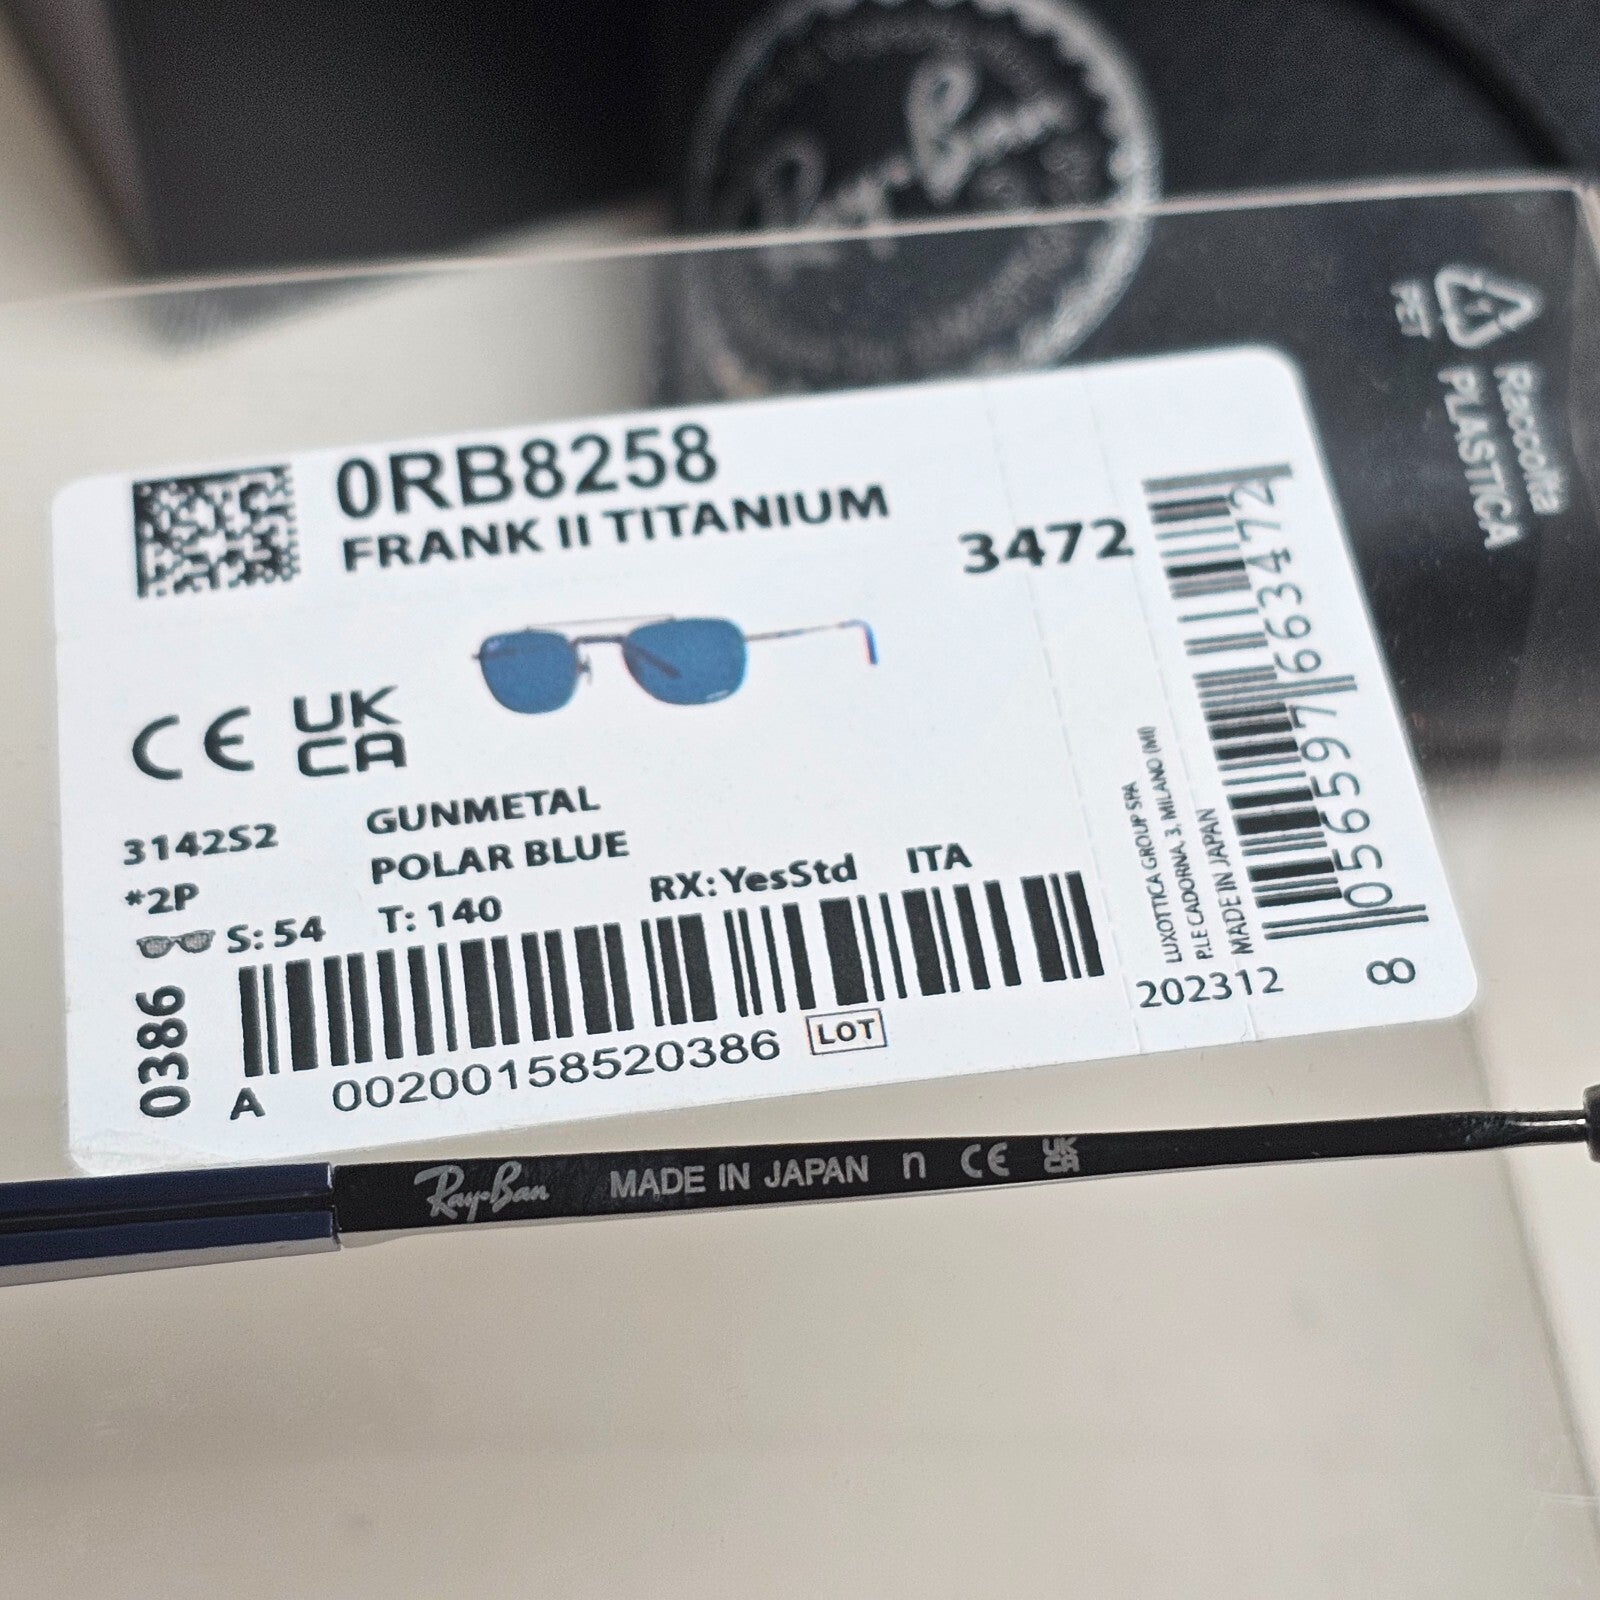 Ray-Ban
PET
Raccolta
PLASTICA
0RB8258
FRANK II TITANIUM
3472
CE UK
CA
3142S2
GUNMETAL
*2P
POLAR BLUE
S: 54
T: 140
RX: YesStd
ITA
0386
A
00200158520386
LOT
LUXOTTICA GROUP SPA
P.LE CADORNA, 3, MILANO (MI)
MADE IN JAPAN
202312
8056597663472
8
Ray-Ban MADE IN JAPAN n CE UK
CA